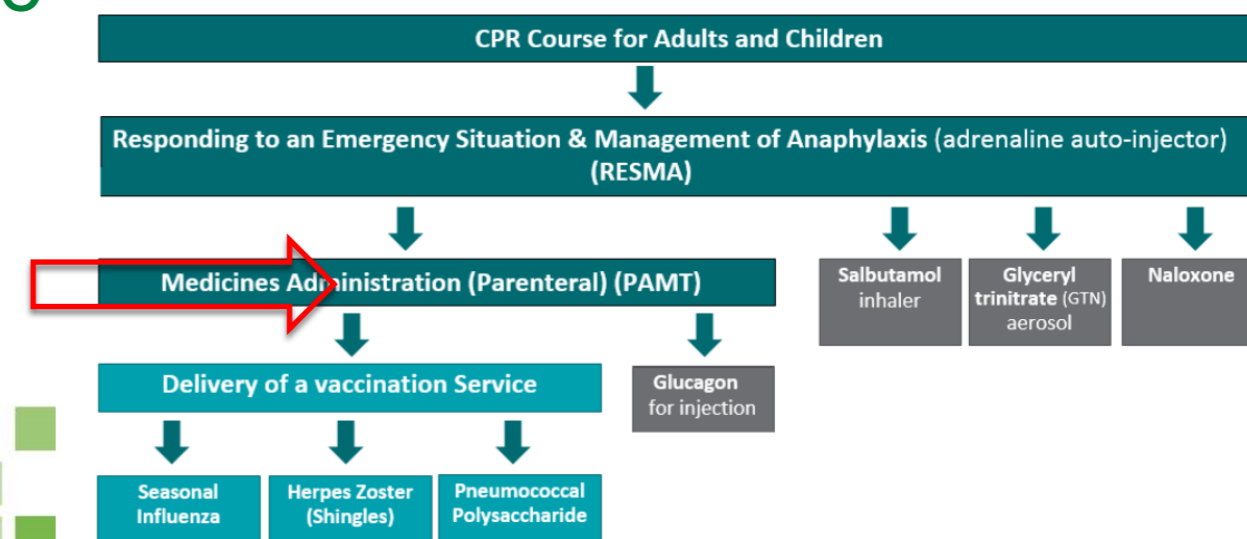 CPR Course for Adults and Children
Responding to an Emergency Situation & Management of Anaphylaxis (adrenaline auto-injector)
(RESMA)
Medicines Administration (Parenteral) (PAMT)
Salbutamol
inhaler
Glyceryl
trinitrate (GTN)
aerosol
Naloxone
Delivery of a vaccination Service
Glucagon
for injection
Seasonal
Influenza
Herpes Zoster
(Shingles)
Pneumococcal
Polysaccharide